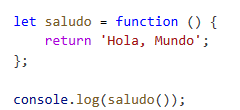 let saludo = function () {
    return 'Hola, Mundo';
};

console.log(saludo());